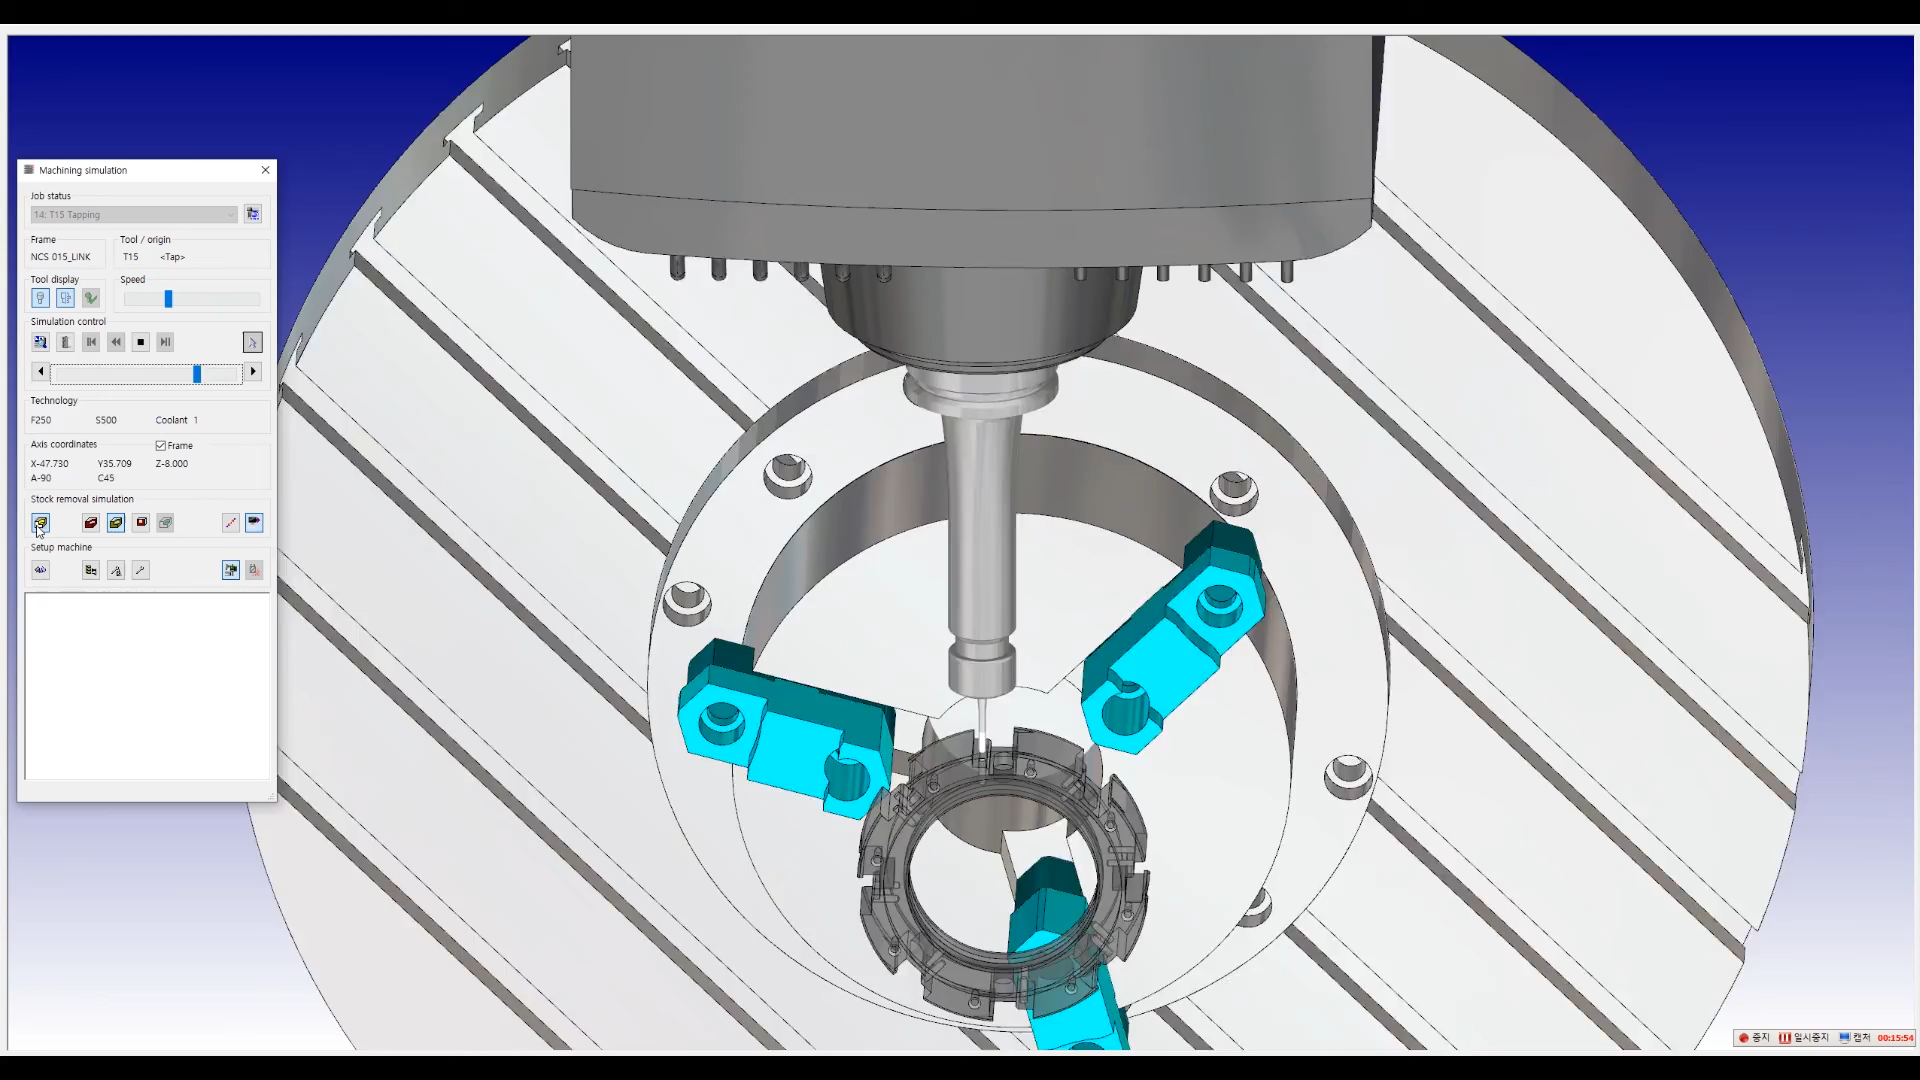 Machining simulation
Job status
14: T15 Tapping
Frame
Tool / origin
NCS 015_LINK
T15 <Tap>
Tool display
Speed
Simulation control
Technology
F250 S500 Coolant 1
Axis coordinates
Frame
X-47.730 Y35.709 Z-8.000
A-90 C45
Stock removal simulation
Setup machine
중지 일시중지 캡처 00:15:54